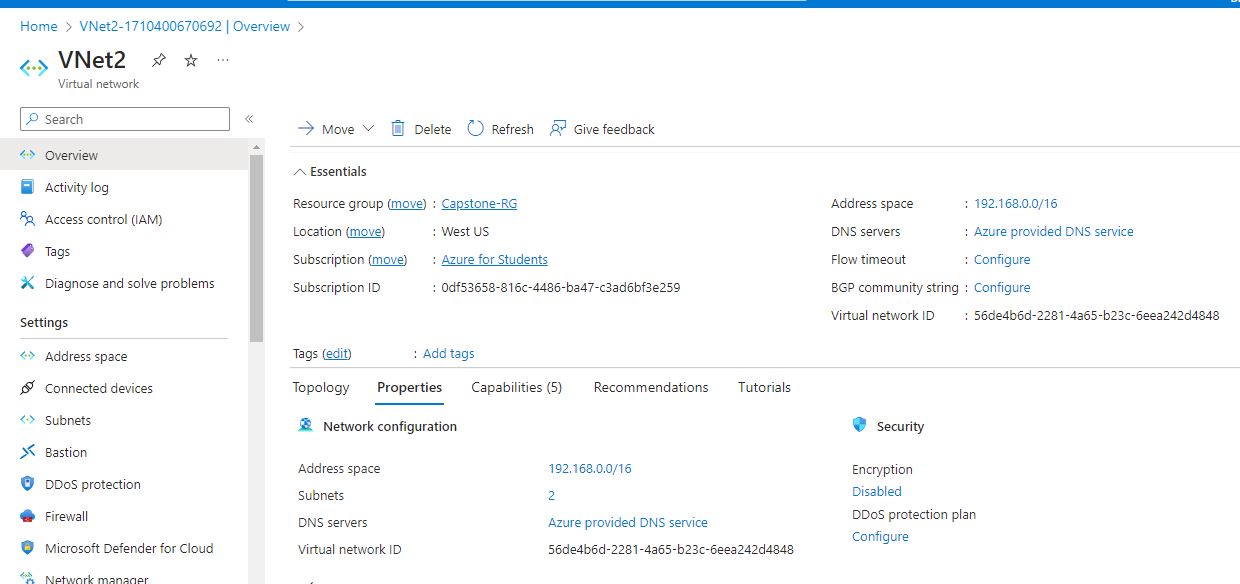 Home > VNet2-1710400670692 | Overview >
VNet2
...
Virtual network
Search
«
Overview
Activity log
Access control (IAM)
Tags
Diagnose and solve problems
Settings
Address space
Connected devices
Subnets
Bastion
DDoS protection
Firewall
Microsoft Defender for Cloud
Network manager
Move
Delete
Refresh
Give feedback
Essentials
Resource group (move) : Capstone-RG
Location (move) : West US
Subscription (move) : Azure for Students
Subscription ID : 0df53658-816c-4486-ba47-c3ad6bf3e259
Address space : 192.168.0.0/16
DNS servers : Azure provided DNS service
Flow timeout : Configure
BGP community string : Configure
Virtual network ID : 56de4b6d-2281-4a65-b23c-6eea242d4848
Tags (edit) : Add tags
Topology Properties Capabilities (5) Recommendations Tutorials
Network configuration
Address space 192.168.0.0/16
Subnets 2
DNS servers Azure provided DNS service
Virtual network ID 56de4b6d-2281-4a65-b23c-6eea242d4848
Security
Encryption
Disabled
DDoS protection plan
Configure